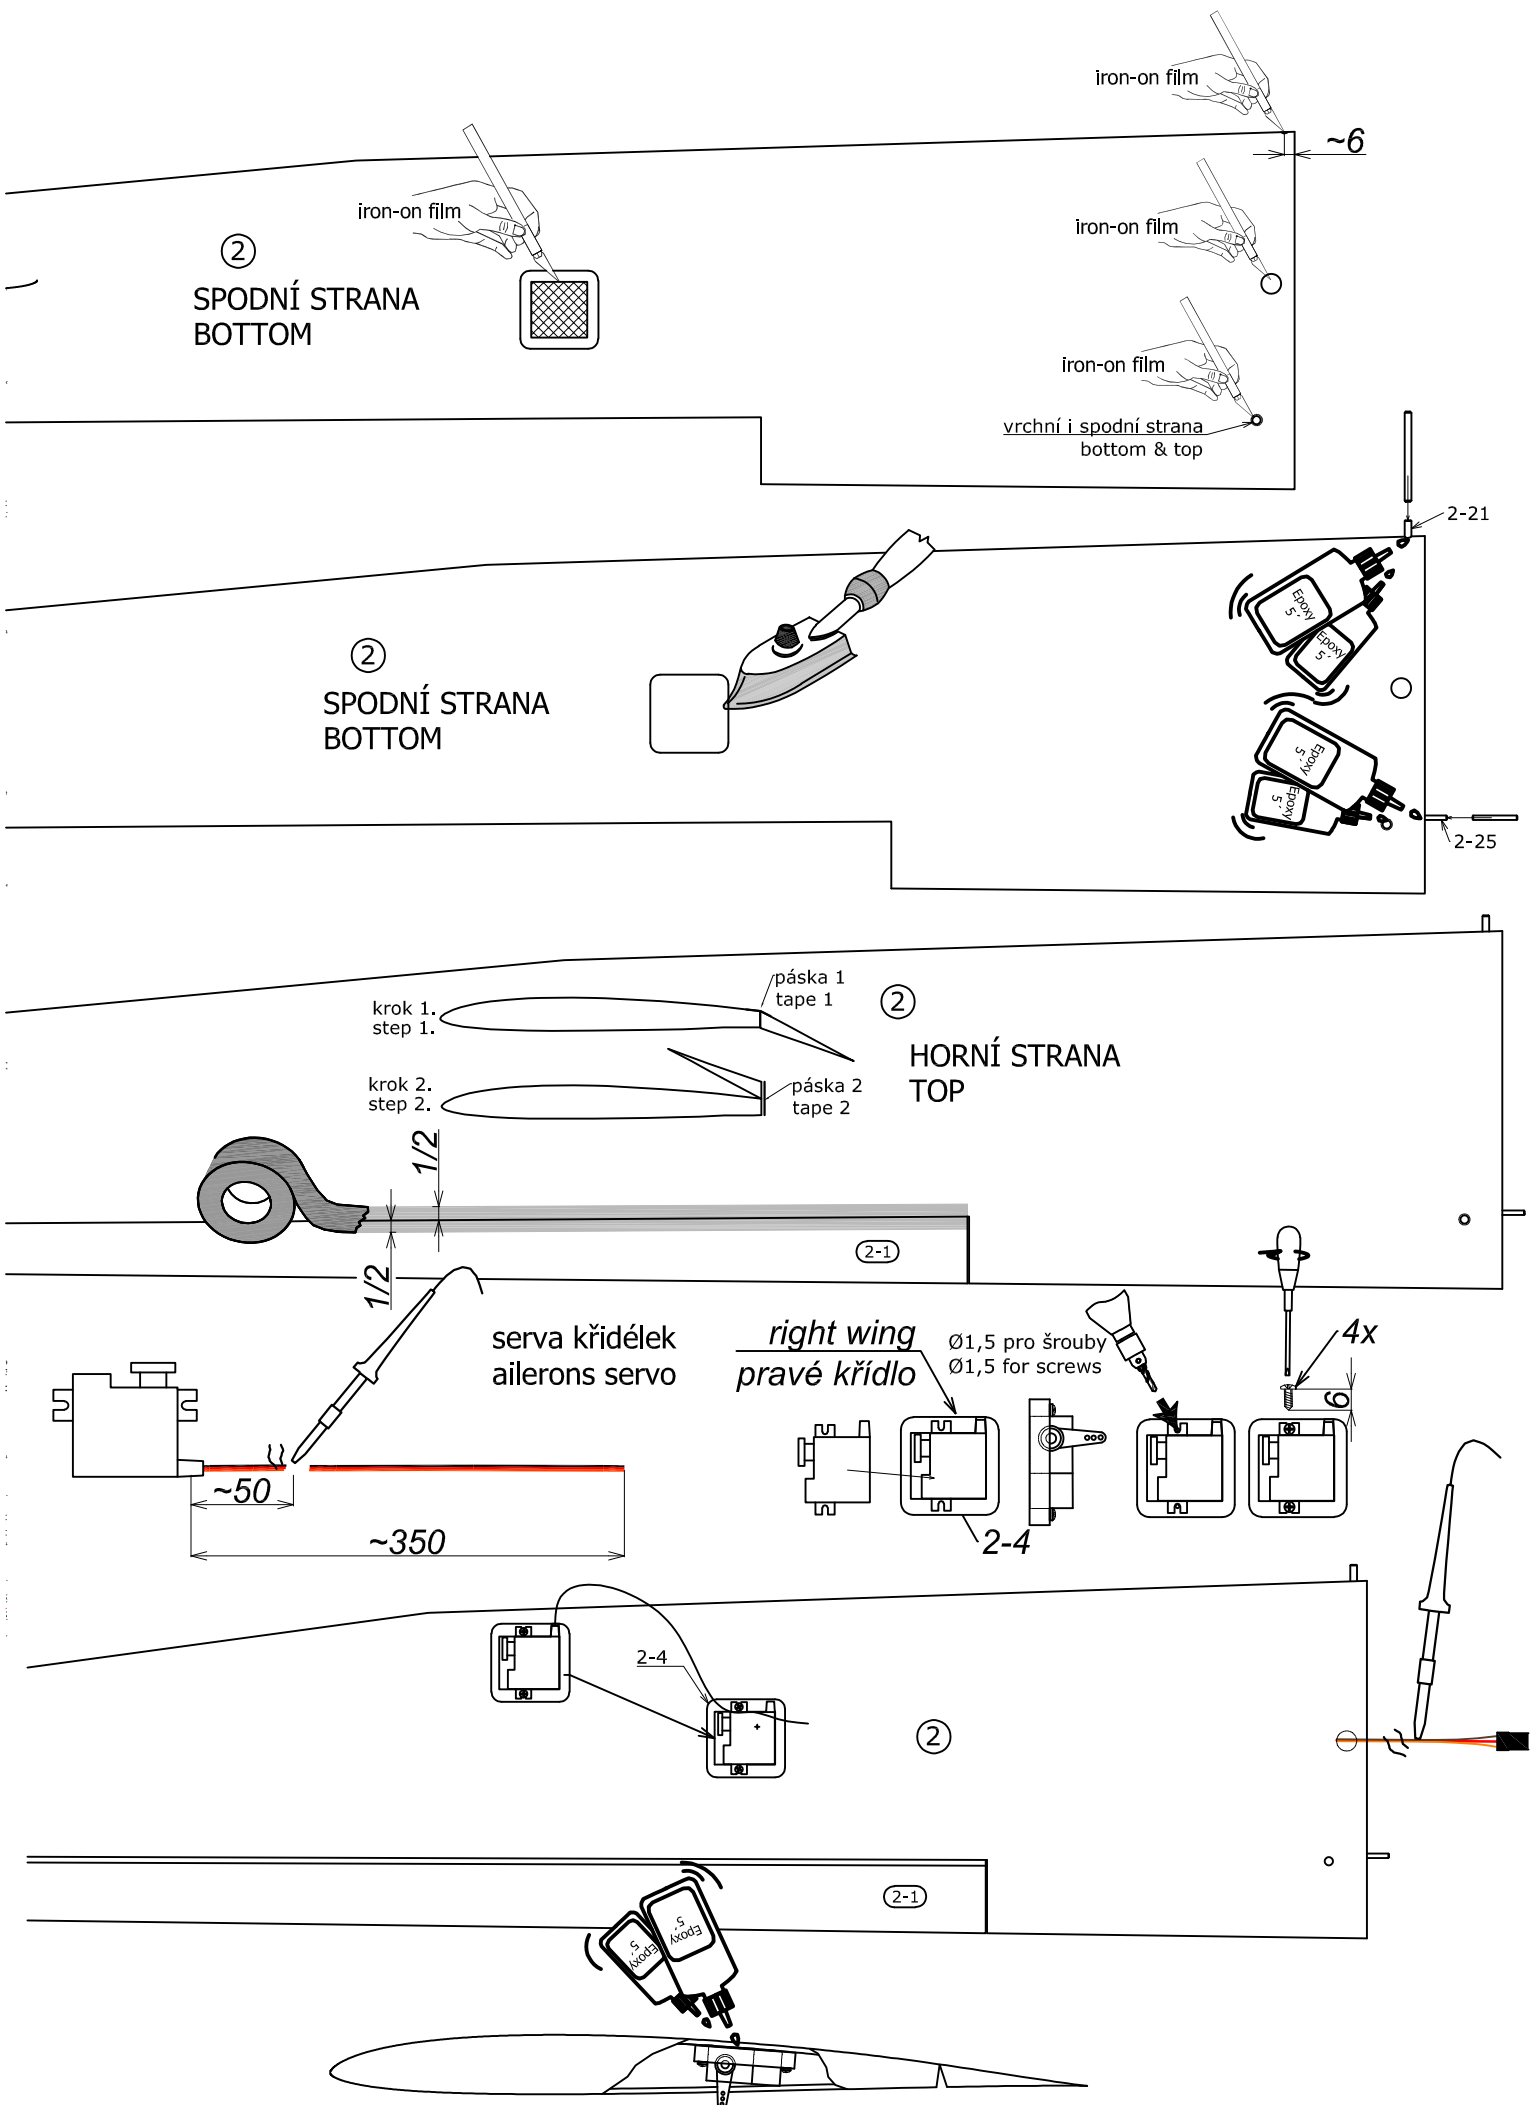 iron-on film
~6
iron-on film
iron-on film
2
SPODNÍ STRANA
BOTTOM
iron-on film
vrchní i spodní strana
bottom & top
2-21
Epoxy
5´
Epoxy
5´
2
SPODNÍ STRANA
BOTTOM
Epoxy
5´
Epoxy
5´
2-25
páska 1
tape 1
krok 1.
step 1.
2
HORNÍ STRANA
TOP
krok 2.
step 2.
páska 2
tape 2
1/2
2-1
1/2
serva křidélek
ailerons servo
right wing
pravé křídlo
Ø1,5 pro šrouby
Ø1,5 for screws
4x
6
~50
~350
2-4
2-4
2
2-1
Epoxy
5´
Epoxy
5´